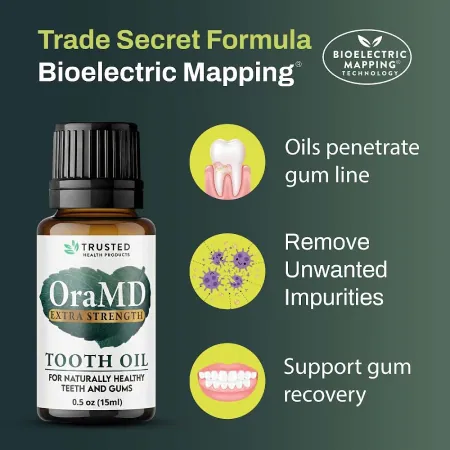 Trade Secret Formula
Bioelectric Mapping®
BIOELECTRIC
MAPPING®
TECHNOLOGY
Oils penetrate
gum line
TRUSTED
HEALTH PRODUCTS
Remove
Unwanted
Impurities
OraMD
EXTRA STRENGTH
TOOTH OIL
FOR NATURALLY HEALTHY
TEETH AND GUMS
0.5 oz (15ml)
Support gum
recovery